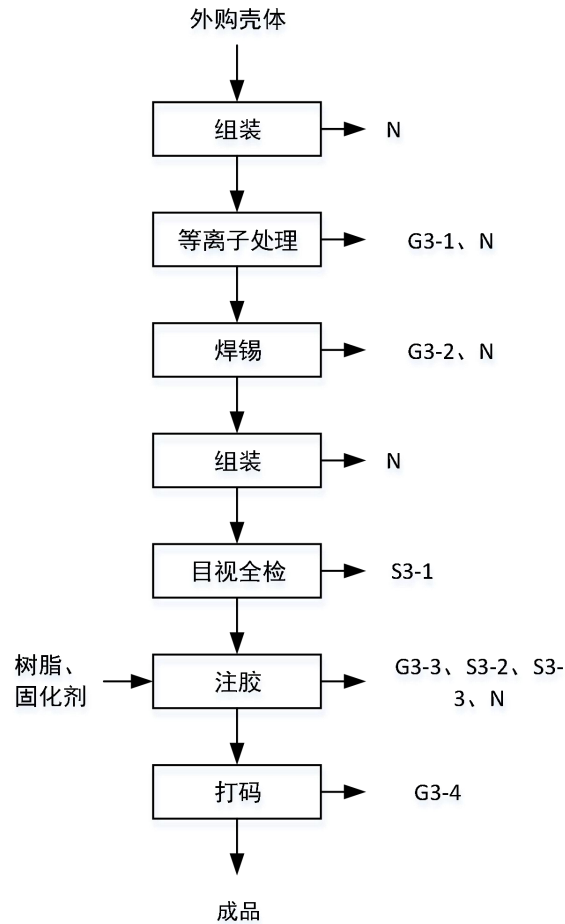 外购壳体
组装
N
等离子处理
G3-1、N
焊锡
G3-2、N
组装
N
目视全检
S3-1
树脂、
固化剂
注胶
G3-3、S3-2、S3-
3、N
打码
G3-4
成品